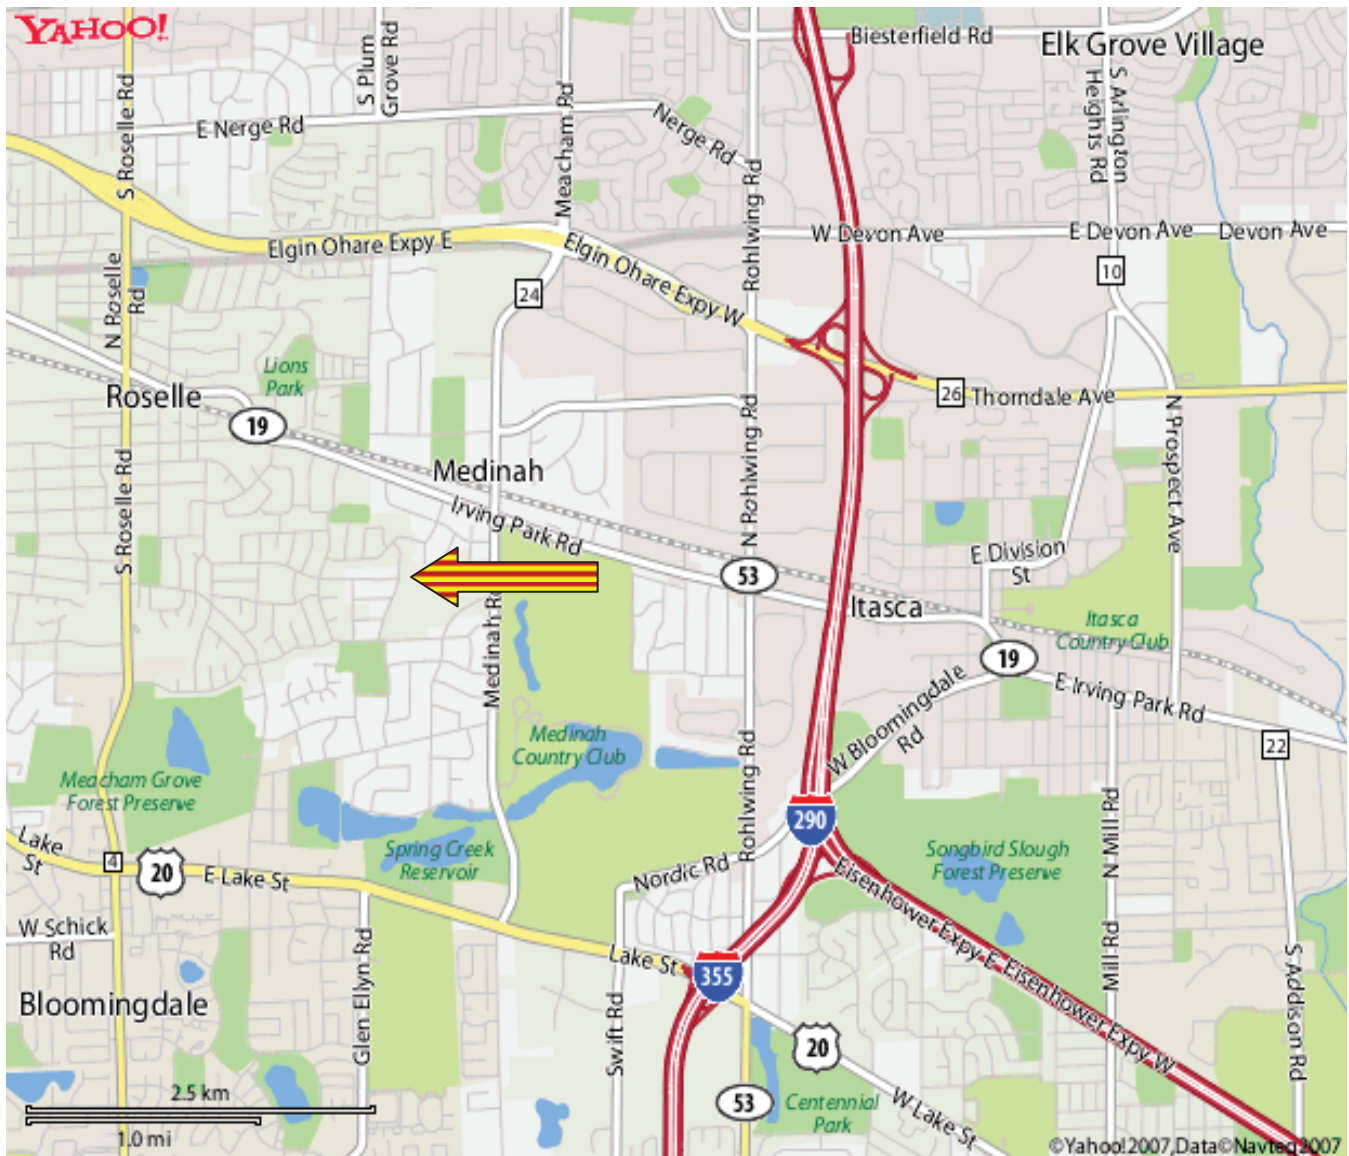 YAHOO!
Biesterfield Rd
Elk Grove Village
S Roselle Rd
S Plum
Grove Rd
Meacham Rd
E Nerge Rd
Nerge Rd
S Arlington
Heights Rd
Rohlwing Rd
W Devon Ave
E Devon Ave
Devon Ave
Elgin Ohare Expy E
Elgin Ohare Expy W
24
10
N Roselle
Rd
Lions
Park
Roselle
19
26
Thorndale Ave
N Rohlwing Rd
N Prospect Ave
Medinah
S Roselle Rd
Irving Park Rd
E Division
St
53
Itasca
Itasca
Country Club
Medinah Rd
19
E Irving Park Rd
W Bloomingdale
Rd
22
Medinah
Country Club
Meacham Grove
Forest Preserve
Rohlwing Rd
290
N Mill Rd
Lake
St
4
20
E Lake St
Spring Creek
Reservoir
Nordic Rd
Songbird Slough
Forest Preserve
Eisenhower Expy E
Eisenhower Expy W
W Schick
Rd
Glen Ellyn Rd
Lake St
355
Mill Rd
S Addison Rd
Bloomingdale
Swift Rd
20
2.5 km
1.0 mi
53
Centennial
Park
W Lake St
©Yahoo!2007,Data©Navteq2007